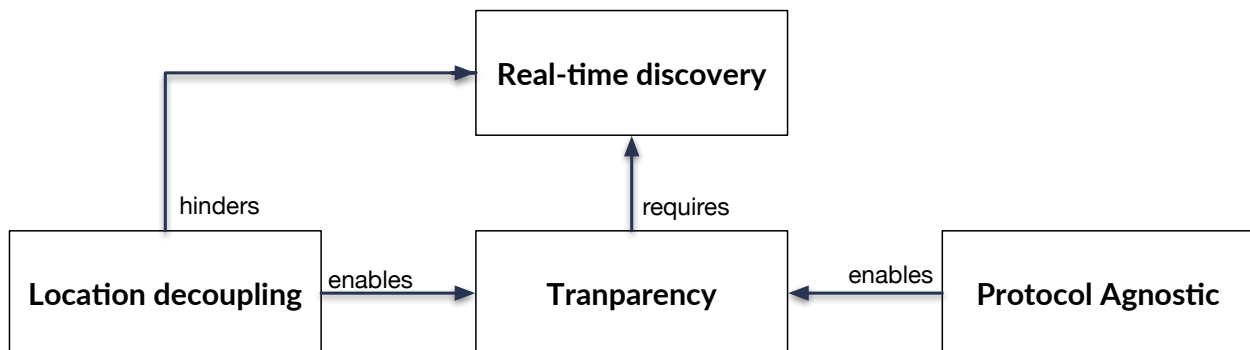 Real-time discovery
hinders
requires
Location decoupling
enables
Tranparency
enables
Protocol Agnostic